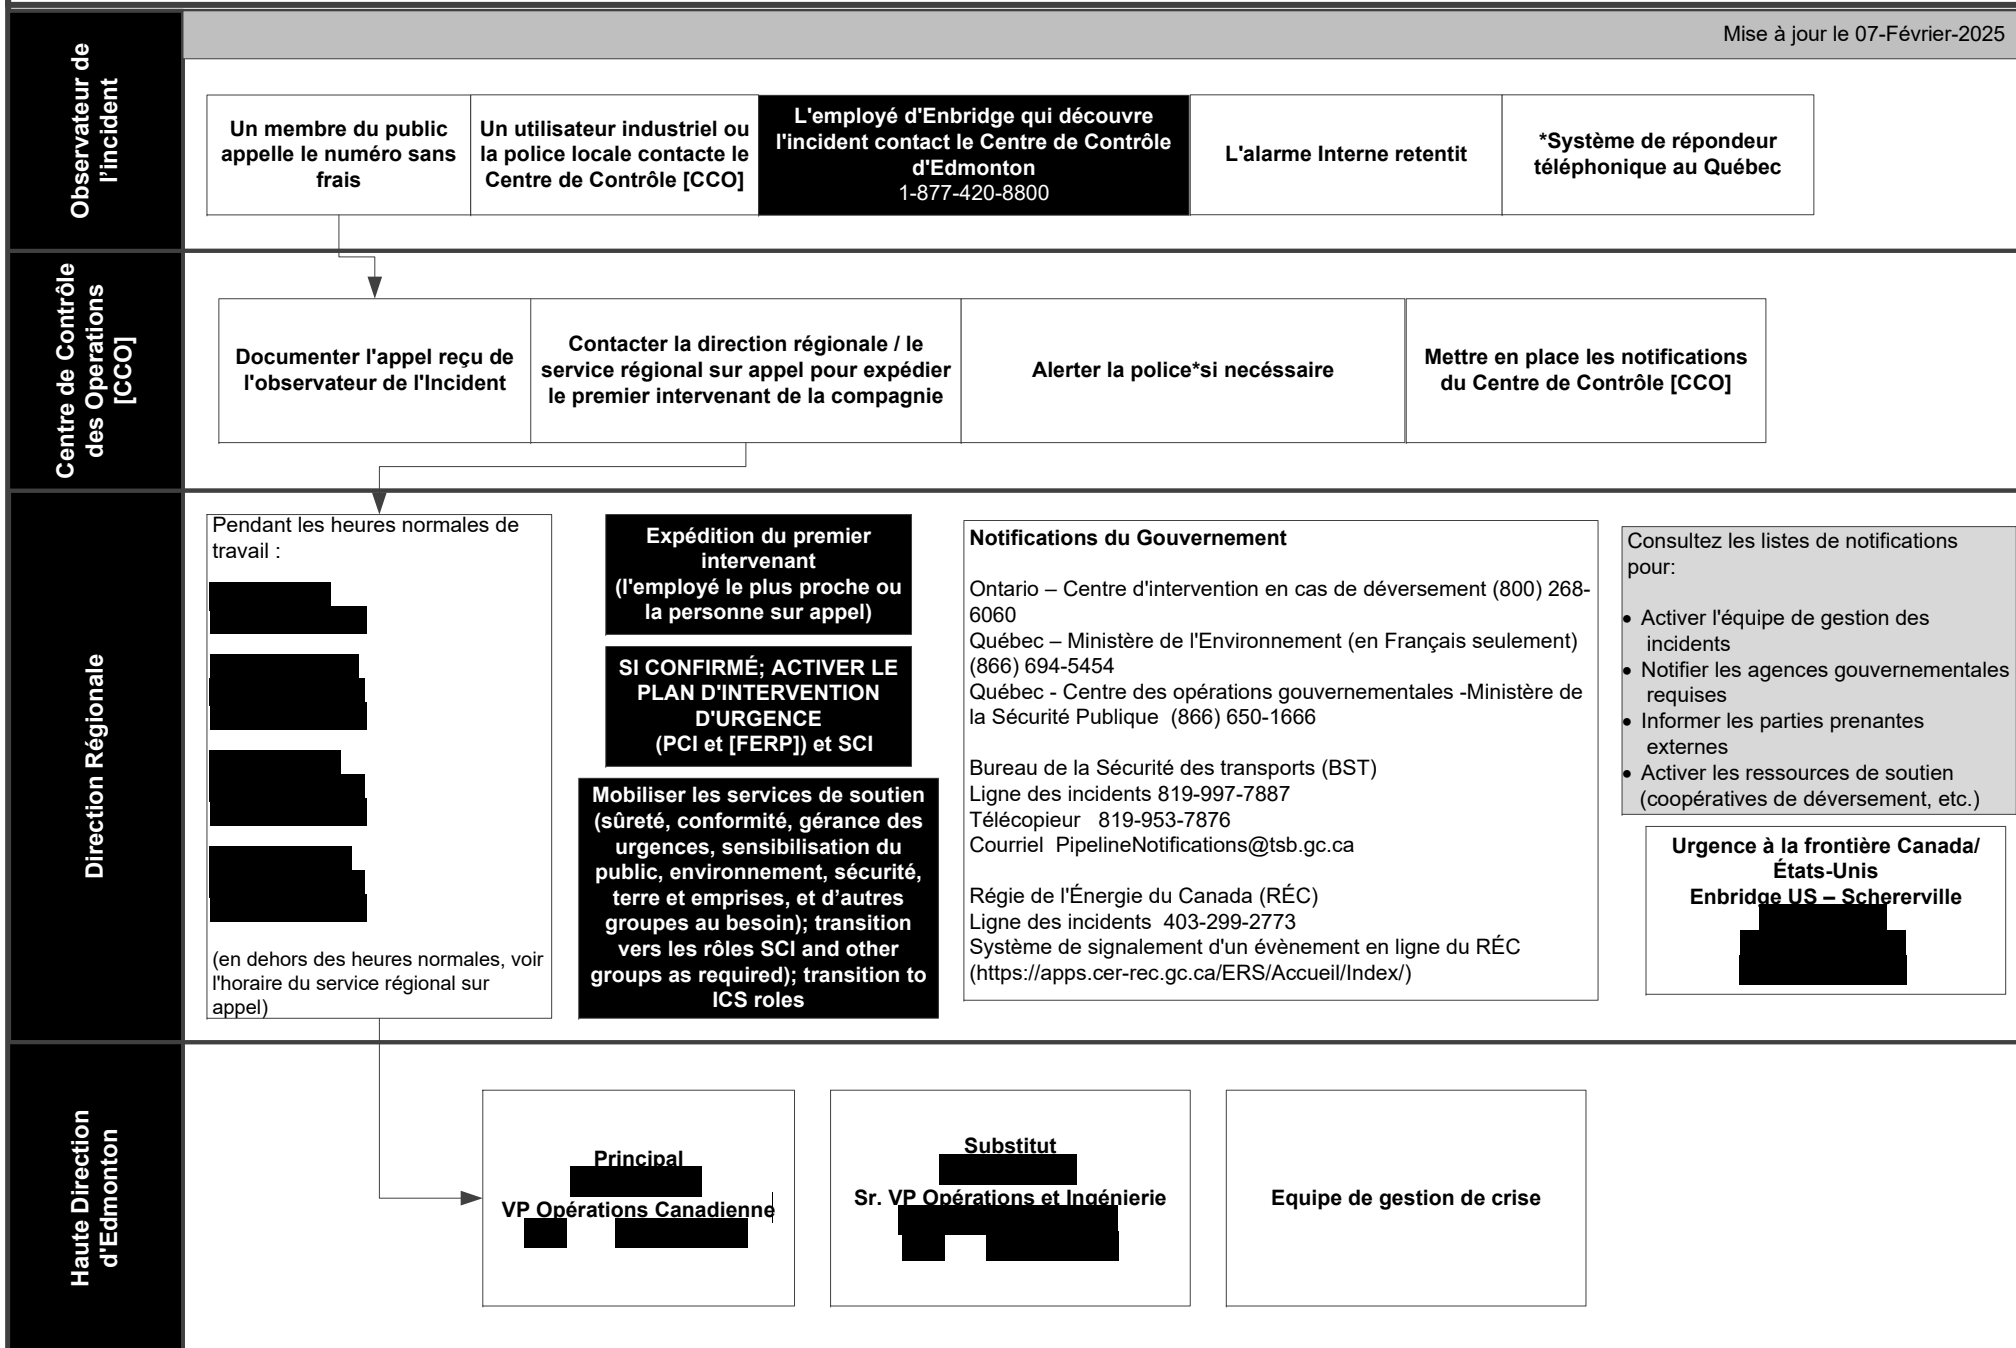 Mise à jour le 07-Février-2025
Observateur de
l'incident
Un membre du public
appelle le numéro sans
frais
Un utilisateur industriel ou
la police locale contacte le
Centre de Contrôle [CCO]
L'employé d'Enbridge qui découvre
l'incident contact le Centre de Contrôle
d'Edmonton
1-877-420-8800
L'alarme Interne retentit
*Système de répondeur
téléphonique au Québec
Centre de Contrôle
des Operations
[CCO]
Documenter l'appel reçu de
l'observateur de l'Incident
Contacter la direction régionale / le
service régional sur appel pour expédier
le premier intervenant de la compagnie
Alerter la police*si necéssaire
Mettre en place les notifications
du Centre de Contrôle [CCO]
Direction Régionale
Pendant les heures normales de
travail :
(en dehors des heures normales, voir
l'horaire du service régional sur
appel)
Expédition du premier
intervenant
(l'employé le plus proche ou
la personne sur appel)
SI CONFIRMÉ; ACTIVER LE
PLAN D'INTERVENTION
D'URGENCE
(PCI et [FERP]) et SCI
Mobiliser les services de soutien
(sûreté, conformité, gérance des
urgences, sensibilisation du
public, environnement, sécurité,
terre et emprises, et d'autres
groupes au besoin); transition
vers les rôles SCI and other
groups as required); transition to
ICS roles
Notifications du Gouvernement
Ontario – Centre d'intervention en cas de déversement (800) 268-
6060
Québec – Ministère de l'Environnement (en Français seulement)
(866) 694-5454
Québec - Centre des opérations gouvernementales -Ministère de
la Sécurité Publique (866) 650-1666
Bureau de la Sécurité des transports (BST)
Ligne des incidents 819-997-7887
Télécopieur 819-953-7876
Courriel PipelineNotifications@tsb.gc.ca
Régie de l'Énergie du Canada (RÉC)
Ligne des incidents 403-299-2773
Système de signalement d'un évènement en ligne du RÉC
(https://apps.cer-rec.gc.ca/ERS/Accueil/Index/)
Consultez les listes de notifications
pour:
• Activer l'équipe de gestion des
incidents
• Notifier les agences gouvernementales
requises
• Informer les parties prenantes
externes
• Activer les ressources de soutien
(coopératives de déversement, etc.)
Urgence à la frontière Canada/
États-Unis
Enbridge US – Schererville
Haute Direction
d'Edmonton
Principal
VP Opérations Canadienne
Substitut
Sr. VP Opérations et Ingénierie
Equipe de gestion de crise